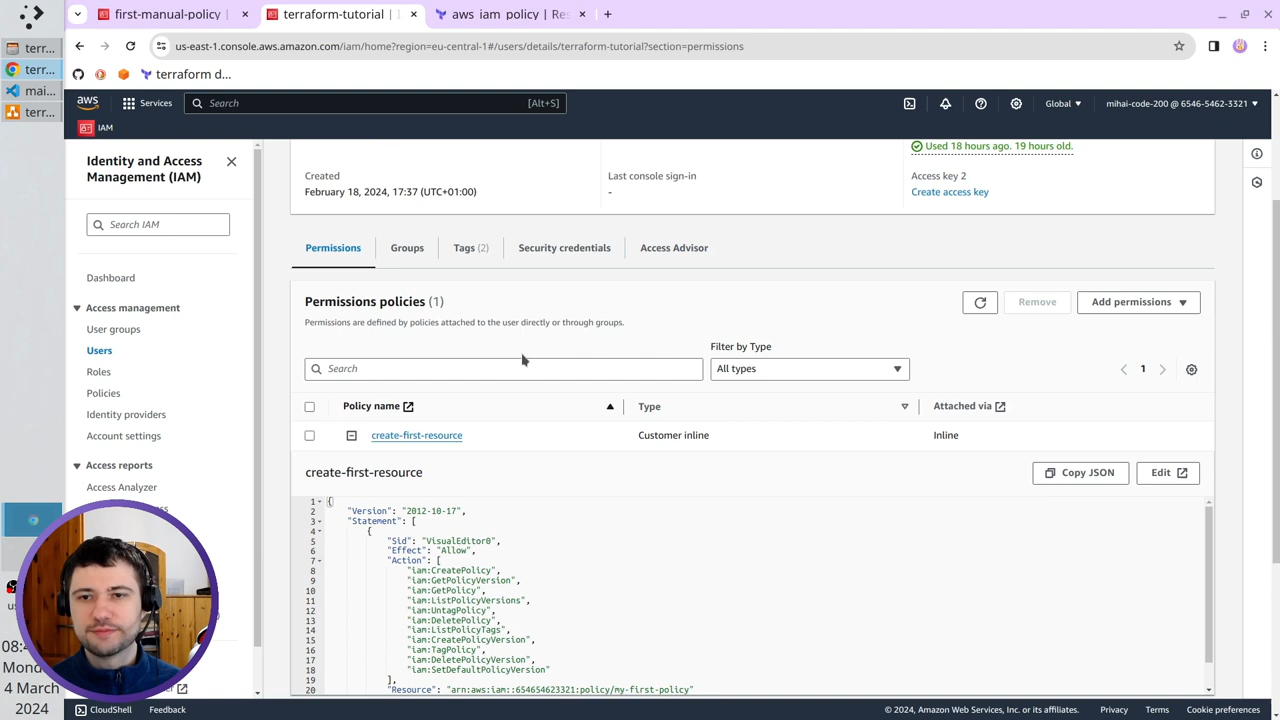 first-manual-policy |
terraform-tutorial | I
aws_iam_policy | Res
us-east-1.console.aws.amazon.com/iam/home?region=eu-central-1#/users/details/terraform-tutorial?section=permissions
terraform d...
terr...
terr...
mai...
terr...
aws
Services
Search
[Alt+S]
Global
mihai-code-200 @ 6546-5462-3321
IAM
Identity and Access Management (IAM)
Search IAM
Dashboard
Access management
User groups
Users
Roles
Policies
Identity providers
Account settings
Access reports
Access Analyzer
Used 18 hours ago. 19 hours old.
Created
February 18, 2024, 17:37 (UTC+01:00)
Last console sign-in
-
Access key 2
Create access key
Permissions
Groups
Tags (2)
Security credentials
Access Advisor
Permissions policies (1)
Permissions are defined by policies attached to the user directly or through groups.
Remove
Add permissions
Search
Filter by Type
All types
1
Policy name
Type
Attached via
create-first-resource
Customer inline
Inline
create-first-resource
Copy JSON
Edit
1 {
2 "Version": "2012-10-17",
3 "Statement": [
4 {
5 "Sid": "VisualEditor0",
6 "Effect": "Allow",
7 "Action": [
8 "iam:CreatePolicy",
9 "iam:GetPolicyVersion",
10 "iam:GetPolicy",
11 "iam:ListPolicyVersions",
12 "iam:UntagPolicy",
13 "iam:DeletePolicy",
14 "iam:ListPolicyTags",
15 "iam:CreatePolicyVersion",
16 "iam:TagPolicy",
17 "iam:DeletePolicyVersion",
18 "iam:SetDefaultPolicyVersion"
19 ],
20 "Resource": "arn:aws:iam::654654623321:policy/my-first-policy"
us
08:4
Mond
4 March
2024
CloudShell
Feedback
© 2024, Amazon Web Services, Inc. or its affiliates.
Privacy
Terms
Cookie preferences